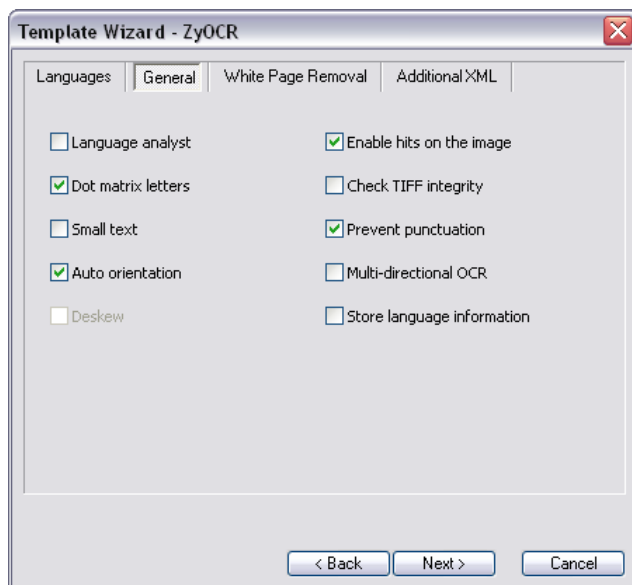 Template Wizard - ZyOCR
Languages General White Page Removal Additional XML
Language analyst
Dot matrix letters
Small text
Auto orientation
Deskew
Enable hits on the image
Check TIFF integrity
Prevent punctuation
Multi-directional OCR
Store language information
< Back Next > Cancel